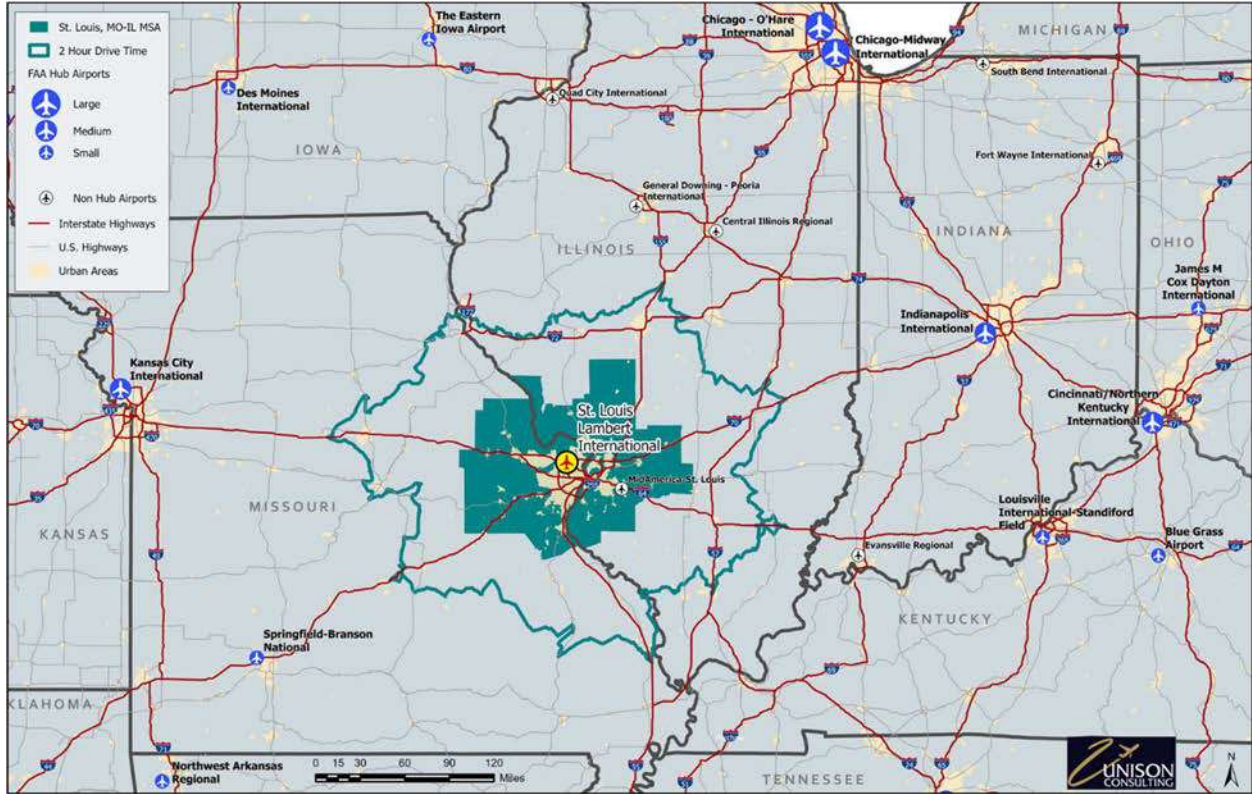 St. Louis, MO-IL MSA
2 Hour Drive Time
FAA Hub Airports
Large
Medium
Small
Non Hub Airports
Interstate Highways
U.S. Highways
Urban Areas
The Eastern
Iowa Airport
Chicago - O'Hare
International
Chicago-Midway
International
MICHIGAN
South Bend International
Des Moines
International
Quad City International
IOWA
Fort Wayne International
General Downing - Peoria
International
Central Illinois Regional
ILLINOIS
INDIANA
OHIO
James M
Cox Dayton
International
Indianapolis
International
Kansas City
International
Cincinnati/Northern
Kentucky
International
St. Louis
Lambert
International
MidAmerica St. Louis
MISSOURI
KANSAS
Louisville
International-Standiford
Field
Blue Grass
Airport
Evansville Regional
KENTUCKY
Springfield-Branson
National
KLAHOMA
Northwest Arkansas
Regional
0 15 30 60 90 120
Miles
TENNESSEE
UNISON
CONSULTING
N